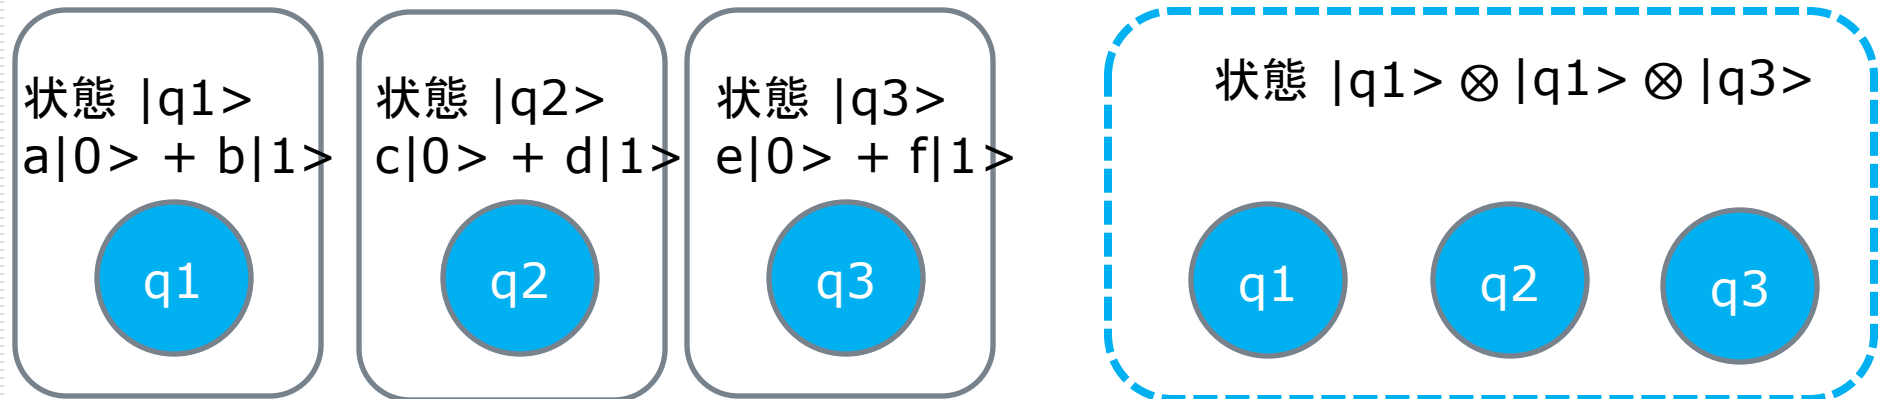 状態 |q1>
a|0> + b|1>
q1
状態 |q2>
c|0> + d|1>
q2
状態 |q3>
e|0> + f|1>
q3
状態 |q1> ⊗ |q1> ⊗ |q3>
q1
q2
q3